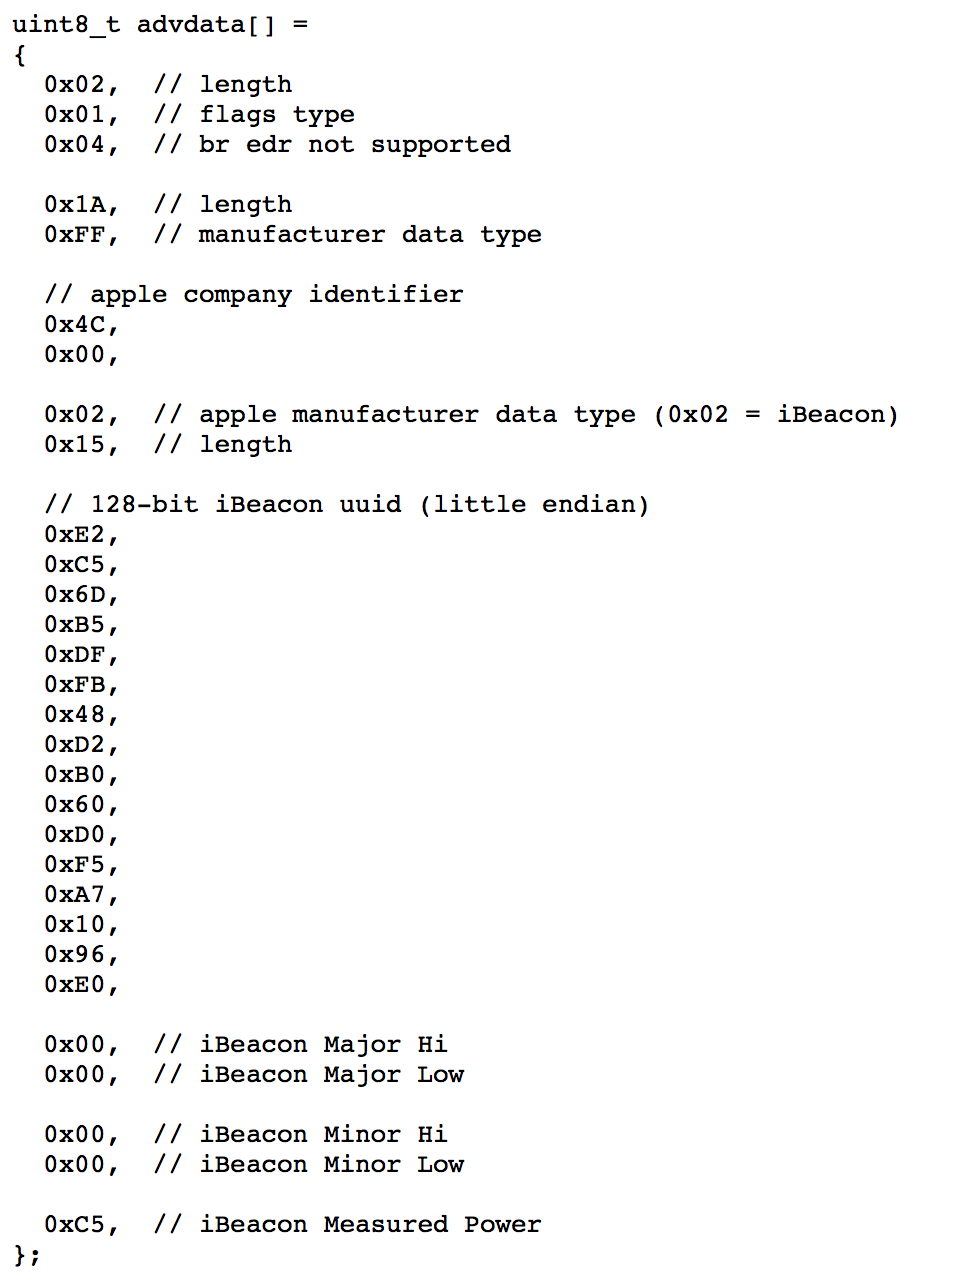 uint8_t advdata[] =
{
  0x02,  // length
  0x01,  // flags type
  0x04,  // br edr not supported

  0x1A,  // length
  0xFF,  // manufacturer data type

  // apple company identifier
  0x4C,
  0x00,

  0x02,  // apple manufacturer data type (0x02 = iBeacon)
  0x15,  // length

  // 128-bit iBeacon uuid (little endian)
  0xE2,
  0xC5,
  0x6D,
  0xB5,
  0xDF,
  0xFB,
  0x48,
  0xD2,
  0xB0,
  0x60,
  0xD0,
  0xF5,
  0xA7,
  0x10,
  0x96,
  0xE0,

  0x00,  // iBeacon Major Hi
  0x00,  // iBeacon Major Low

  0x00,  // iBeacon Minor Hi
  0x00,  // iBeacon Minor Low

  0xC5,  // iBeacon Measured Power
};